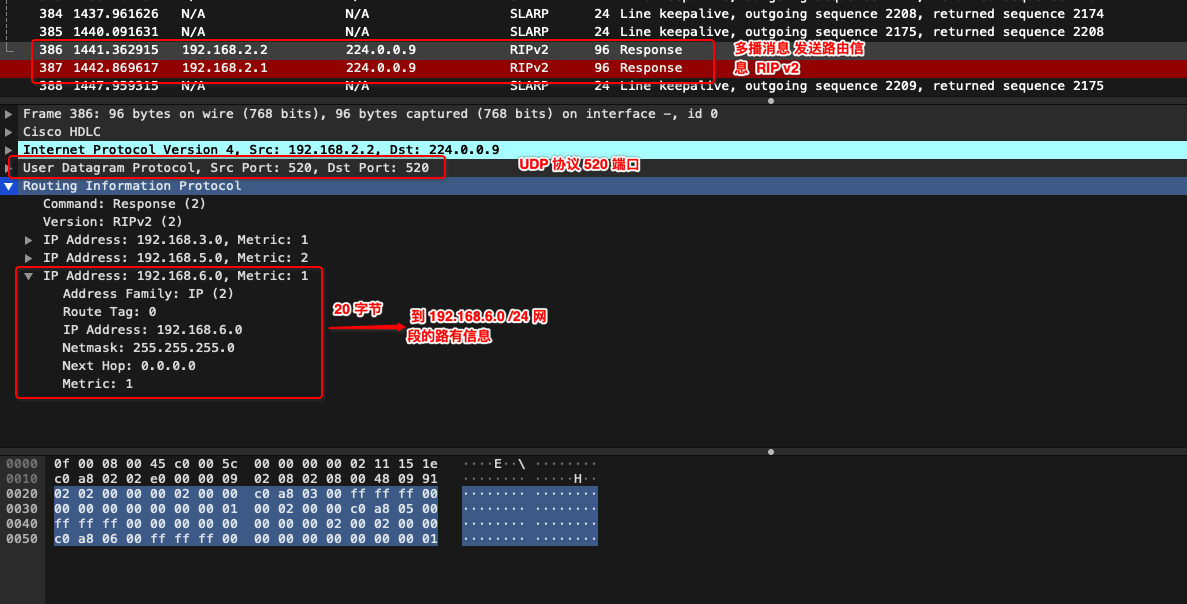 384 1437.961626 N/A N/A SLARP 24 Line keepalive, outgoing sequence 2208, returned sequence 2174
385 1440.091631 N/A N/A SLARP 24 Line keepalive, outgoing sequence 2175, returned sequence 2208
386 1441.362915 192.168.2.2 224.0.0.9 RIPv2 96 Response
387 1442.869617 192.168.2.1 224.0.0.9 RIPv2 96 Response
多播消息 发送路由信
息 RIP v2
388 1447.959315 N/A N/A SLARP 24 Line keepalive, outgoing sequence 2209, returned sequence 2175
Frame 386: 96 bytes on wire (768 bits), 96 bytes captured (768 bits) on interface -, id 0
Cisco HDLC
Internet Protocol Version 4, Src: 192.168.2.2, Dst: 224.0.0.9
User Datagram Protocol, Src Port: 520, Dst Port: 520
UDP 协议 520 端口
Routing Information Protocol
Command: Response (2)
Version: RIPv2 (2)
IP Address: 192.168.3.0, Metric: 1
IP Address: 192.168.5.0, Metric: 2
IP Address: 192.168.6.0, Metric: 1
Address Family: IP (2)
Route Tag: 0
IP Address: 192.168.6.0
Netmask: 255.255.255.0
Next Hop: 0.0.0.0
Metric: 1
20 字节
到 192.168.6.0 /24 网
段的路有信息
0000 0f 00 08 00 45 c0 00 5c 00 00 00 00 02 11 15 1e ····E··\ ········
0010 c0 a8 02 02 e0 00 00 09 02 08 02 08 00 48 09 91 ········ ·····H··
0020 02 02 00 00 00 02 00 00 c0 a8 03 00 ff ff ff 00 ········ ········
0030 00 00 00 00 00 00 00 01 00 02 00 00 c0 a8 05 00 ········ ········
0040 ff ff ff 00 00 00 00 00 00 00 00 02 00 02 00 00 ········ ········
0050 c0 a8 06 00 ff ff ff 00 00 00 00 00 00 00 00 01 ········ ········